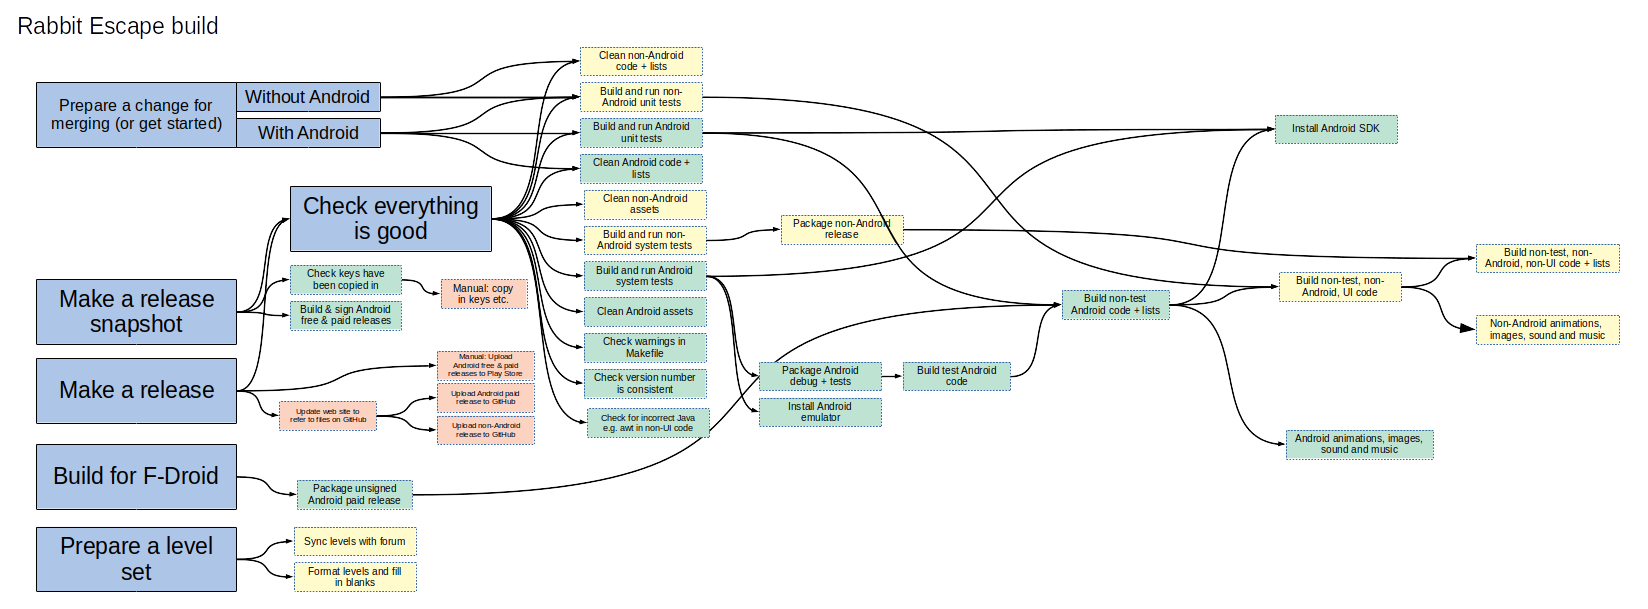 Rabbit Escape build
Prepare a change for
merging (or get started)
Without Android
With Android
Check everything
is good
Make a release
snapshot
Check keys have
been copied in
Build & sign Android
free & paid releases
Manual: copy
in keys etc.
Make a release
Manual: Upload
Android free & paid
releases to Play Store
Update web site to
refer to files on GitHub
Upload Android paid
release to GitHub
Upload non-Android
release to GitHub
Build for F-Droid
Package unsigned
Android paid release
Prepare a level
set
Sync levels with forum
Format levels and fill
in blanks
Clean non-Android
code + lists
Build and run non-
Android unit tests
Build and run Android
unit tests
Clean Android code +
lists
Clean non-Android
assets
Build and run non-
Android system tests
Build and run Android
system tests
Clean Android assets
Check warnings in
Makefile
Check version number
is consistent
Check for incorrect Java
e.g. awt in non-UI code
Package non-Android
release
Package Android
debug + tests
Install Android
emulator
Build test Android
code
Build non-test
Android code + lists
Install Android SDK
Build non-test, non-
Android, UI code
Android animations, images,
sound and music
Build non-test, non-
Android, non-UI code + lists
Non-Android animations,
images, sound and music